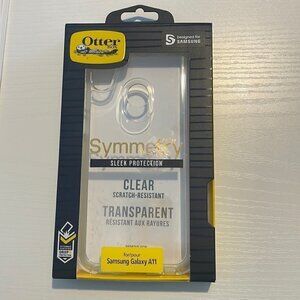 OtterBox
Designed for
SAMSUNG
Symmetry
SLEEK PROTECTION
CLEAR
SCRATCH-RESISTANT
TRANSPARENT
RÉSISTANT AUX RAYURES
for/pour
Samsung Galaxy A11